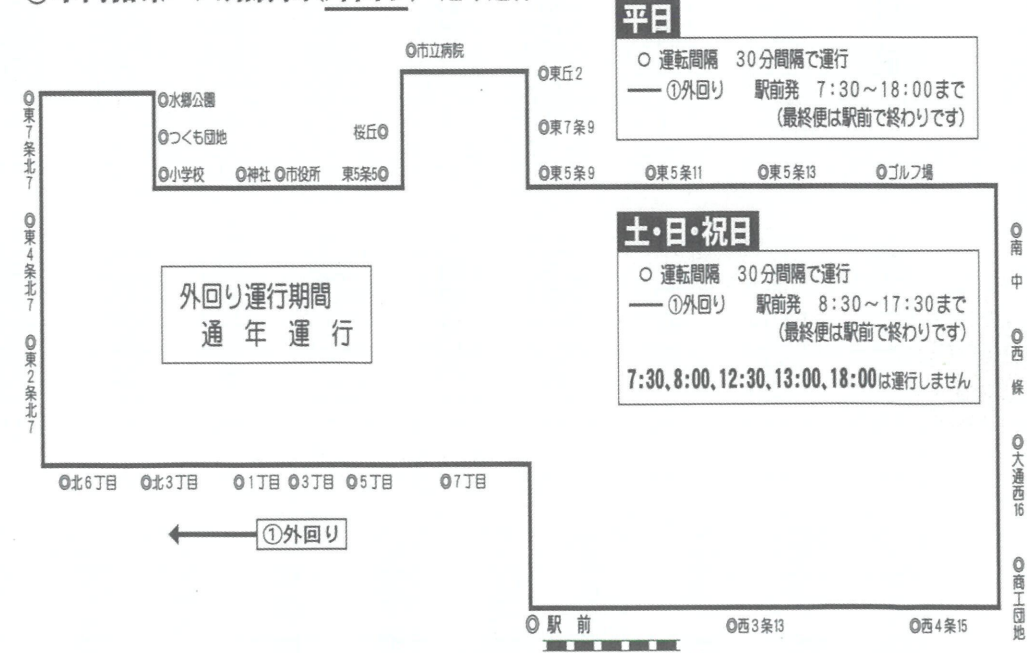 平日
○ 運転間隔 30分間隔で運行
── ①外回り 駅前発 7:30～18:00まで
(最終便は駅前で終わりです)
◎市立病院
◎東丘2
◎東7条9
桜丘◎
◎東7条北7
◎水郷公園
◎つくも団地
◎小学校 ◎神社 ◎市役所 東5条5◎
◎東5条9 ◎東5条11 ◎東5条13 ◎ゴルフ場
◎東4条北7
◎東2条北7
外回り運行期間
通年運行
土・日・祝日
○ 運転間隔 30分間隔で運行
── ①外回り 駅前発 8:30～17:30まで
(最終便は駅前で終わりです)
7:30、8:00、12:30、13:00、18:00は運行しません
◎南中
◎西條
◎大通西16
◎商工団地
◎北6丁目 ◎北3丁目 ◎1丁目 ◎3丁目 ◎5丁目 ◎7丁目
①外回り
◎駅前 ◎西3条13 ◎西4条15